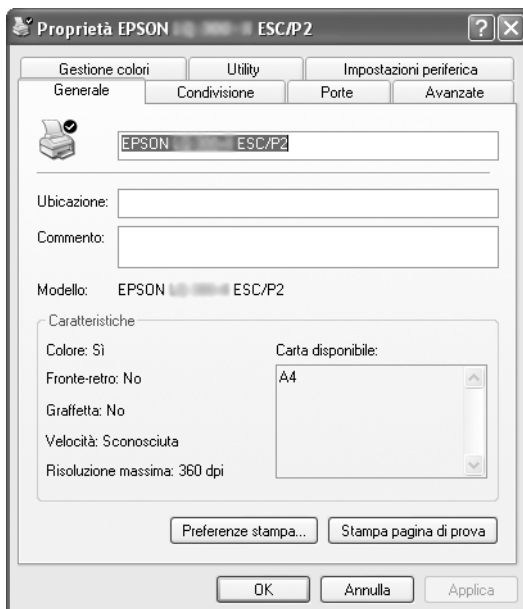 Proprietà EPSON ESC/P2
Gestione colori Utility Impostazioni periferica
Generale Condivisione Porte Avanzate
EPSON ESC/P2
Ubicazione:
Commento:
Modello: EPSON ESC/P2
Caratteristiche
Colore: Sì Carta disponibile:
Fronte-retro: No A4
Graffetta: No
Velocità: Sconosciuta
Risoluzione massima: 360 dpi
Preferenze stampa... Stampa pagina di prova
OK Annulla Applica